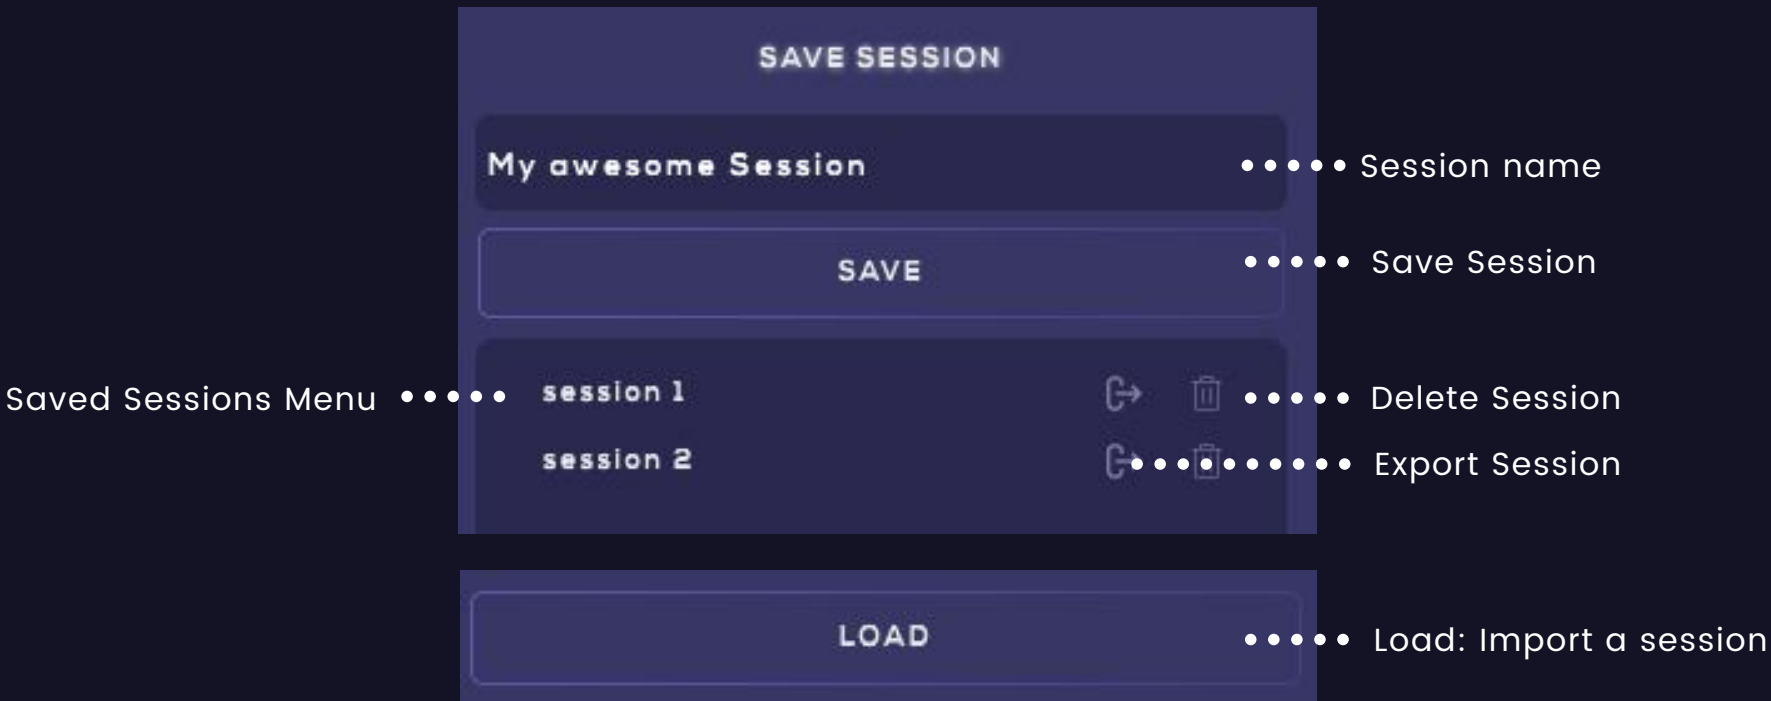 SAVE SESSION
My awesome Session
Session name
SAVE
Save Session
Saved Sessions Menu
session 1
Delete Session
session 2
Export Session
LOAD
Load: Import a session